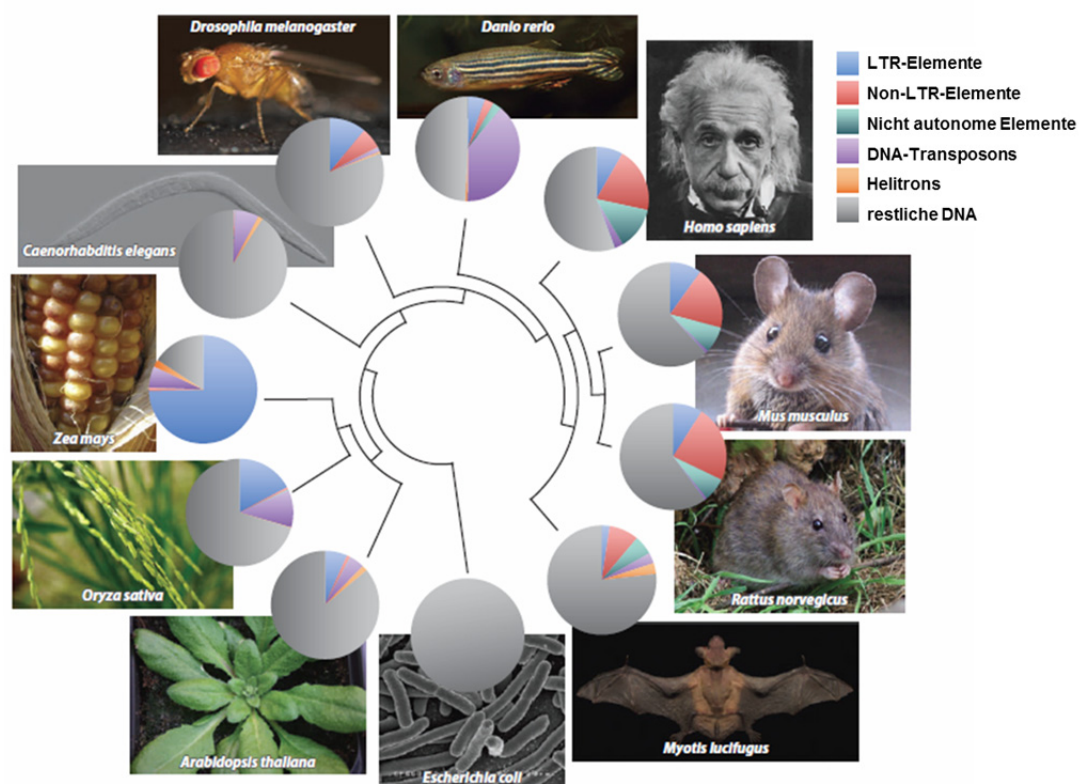 Drosophila melanogaster
Danio rerio
LTR-Elemente
Non-LTR-Elemente
Nicht autonome Elemente
DNA-Transposons
Helitrons
restliche DNA
Homo sapiens
Caenorhabditis elegans
Mus musculus
Zea mays
Rattus norvegicus
Oryza sativa
Myotis lucifugus
Arabidopsis thaliana
Escherichia coli